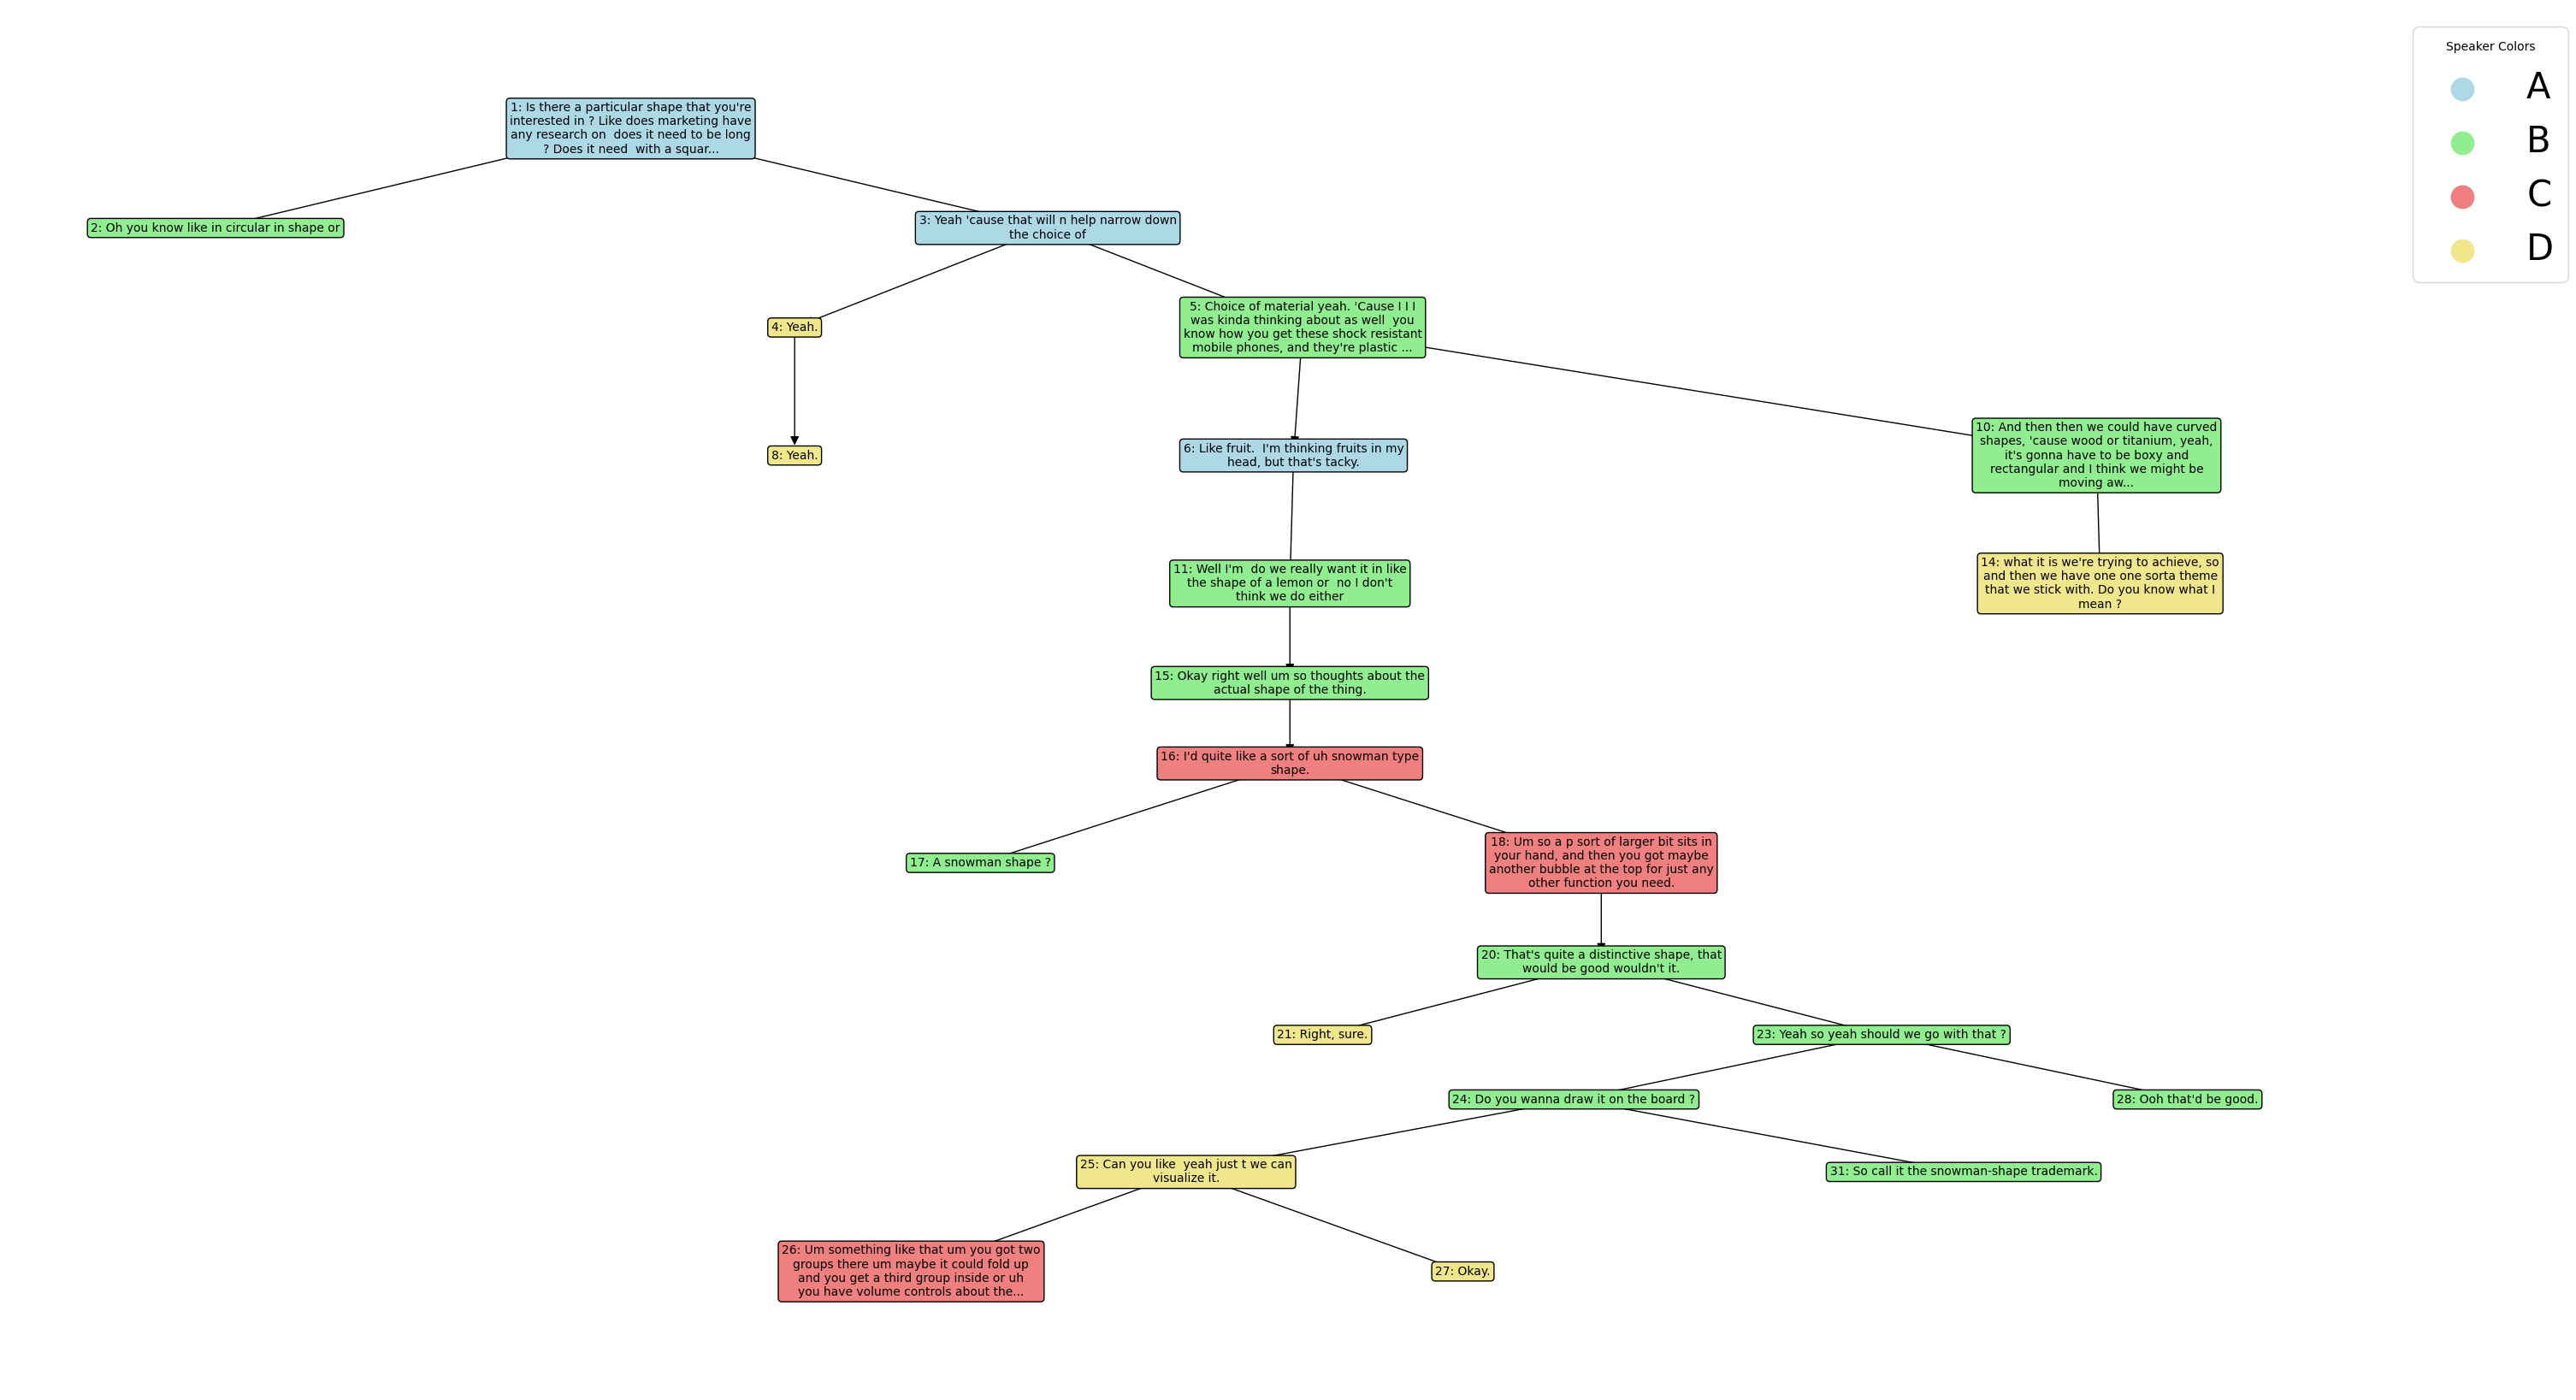 Speaker Colors
A
B
C
D
1: Is there a particular shape that you're
interested in ? Like does marketing have
any research on  does it need to be long
? Does it need  with a squar...
2: Oh you know like in circular in shape or
3: Yeah 'cause that will n help narrow down
the choice of
4: Yeah.
5: Choice of material yeah. 'Cause I I I
was kinda thinking about as well  you
know how you get these shock resistant
mobile phones, and they're plastic ...
8: Yeah.
6: Like fruit.  I'm thinking fruits in my
head, but that's tacky.
10: And then then we could have curved
shapes, 'cause wood or titanium, yeah,
it's gonna have to be boxy and
rectangular and I think we might be
moving aw...
11: Well I'm  do we really want it in like
the shape of a lemon or  no I don't
think we do either
14: what it is we're trying to achieve, so
and then we have one one sorta theme
that we stick with. Do you know what I
mean ?
15: Okay right well um so thoughts about the
actual shape of the thing.
16: I'd quite like a sort of uh snowman type
shape.
17: A snowman shape ?
18: Um so a p sort of larger bit sits in
your hand, and then you got maybe
another bubble at the top for just any
other function you need.
20: That's quite a distinctive shape, that
would be good wouldn't it.
21: Right, sure.
23: Yeah so yeah should we go with that ?
24: Do you wanna draw it on the board ?
28: Ooh that'd be good.
25: Can you like  yeah just t we can
visualize it.
31: So call it the snowman-shape trademark.
26: Um something like that um you got two
groups there um maybe it could fold up
and you get a third group inside or uh
you have volume controls about the...
27: Okay.